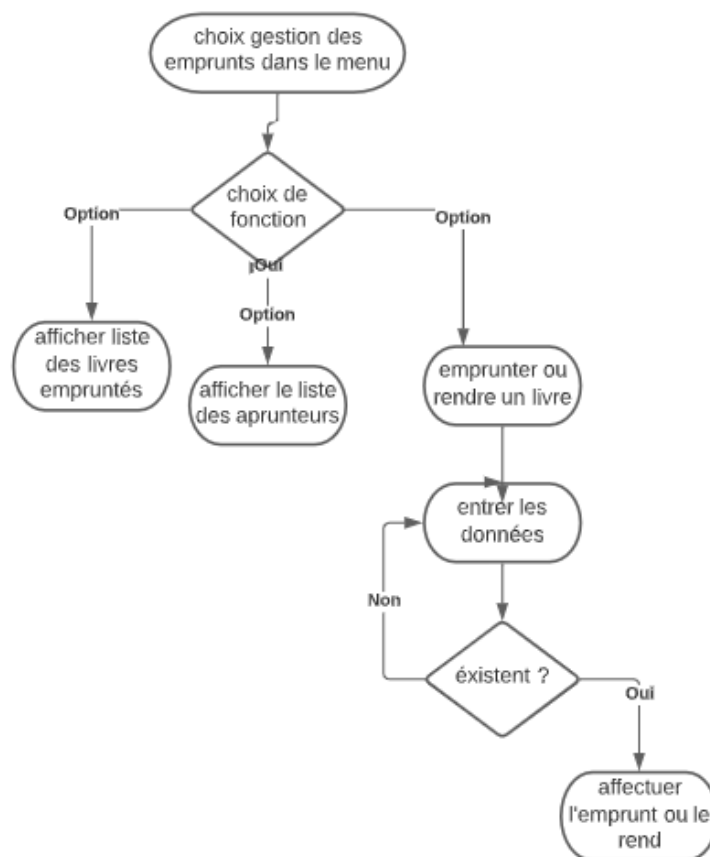 choix gestion des
emprunts dans le menu
choix de
fonction
Option
Option
Oui
Option
afficher liste
des livres
empruntés
afficher le liste
des aprunteurs
emprunter ou
rendre un livre
entrer les
données
Non
éxistent ?
Oui
affectuer
l'emprunt ou le
rend